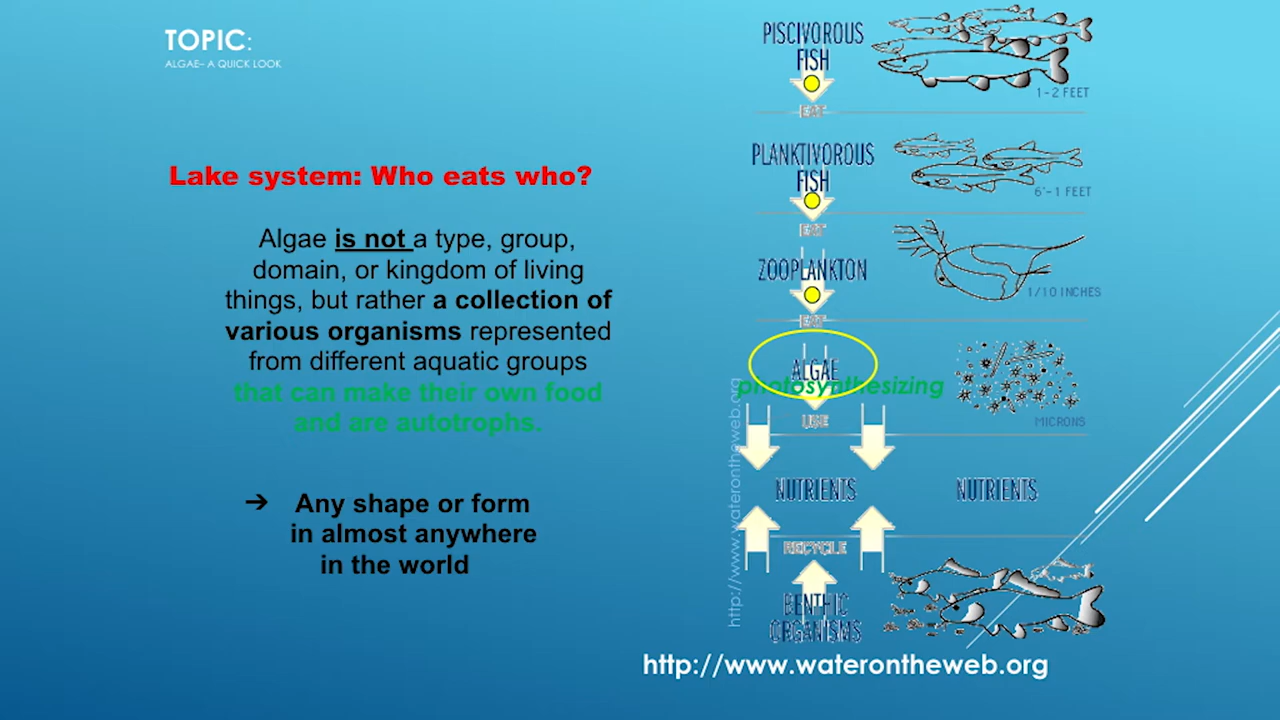 TOPIC:
ALGAE– A QUICK LOOK
Lake system: Who eats who?
Algae is not a type, group,
domain, or kingdom of living
things, but rather a collection of
various organisms represented
from different aquatic groups
that can make their own food
and are autotrophs.
➔ Any shape or form
in almost anywhere
in the world
PISCIVOROUS
FISH
1-2 FEET
EAT
PLANKTIVOROUS
FISH
6'-1 FEET
EAT
ZOOPLANKTON
1/10 INCHES
EAT
ALGAE
photosynthesizing
MICRONS
USE
NUTRIENTS NUTRIENTS
RECYCLE
BENTHIC
ORGANISMS
http://www.waterontheweb.org
http://www.waterontheweb.org